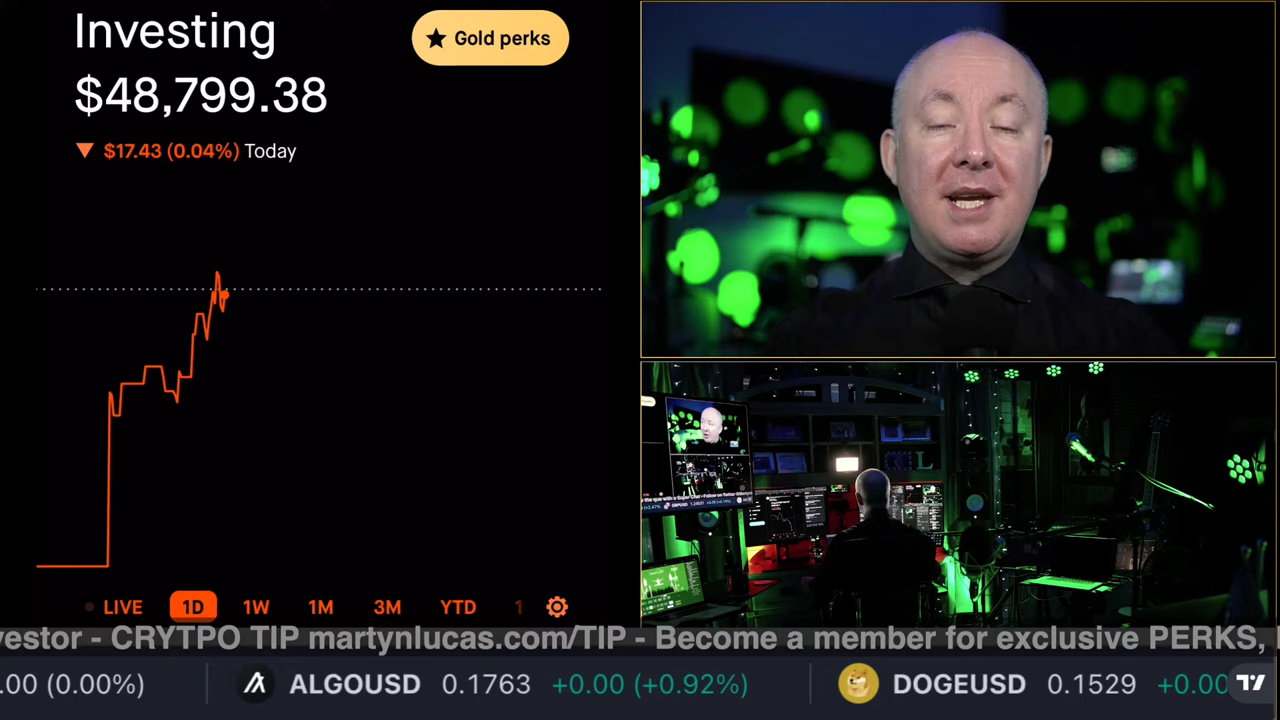 Investing
★ Gold perks
$48,799.38
▼ $17.43 (0.04%) Today
LIVE 1D 1W 1M 3M YTD 1
vestor - CRYTPO TIP martynlucas.com/TIP - Become a member for exclusive PERKS,
.00 (0.00%) ALGOUSD 0.1763 +0.00 (+0.92%) DOGEUSD 0.1529 +0.00